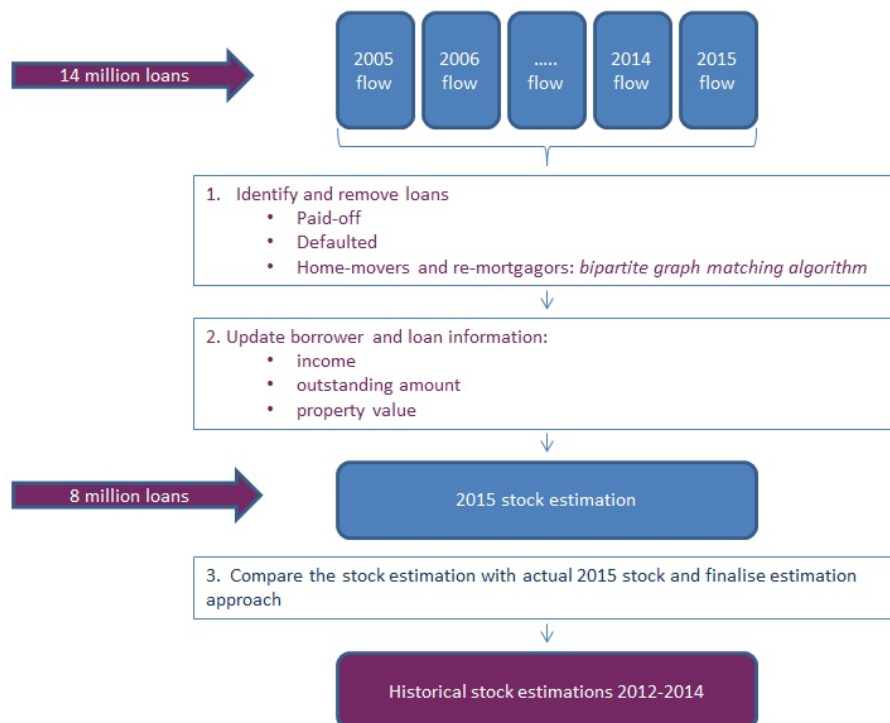 14 million loans
2005
flow
2006
flow
.....
flow
2014
flow
2015
flow
1. Identify and remove loans
• Paid-off
• Defaulted
• Home-movers and re-mortgagors: bipartite graph matching algorithm
2. Update borrower and loan information:
• income
• outstanding amount
• property value
8 million loans
2015 stock estimation
3. Compare the stock estimation with actual 2015 stock and finalise estimation
approach
Historical stock estimations 2012-2014